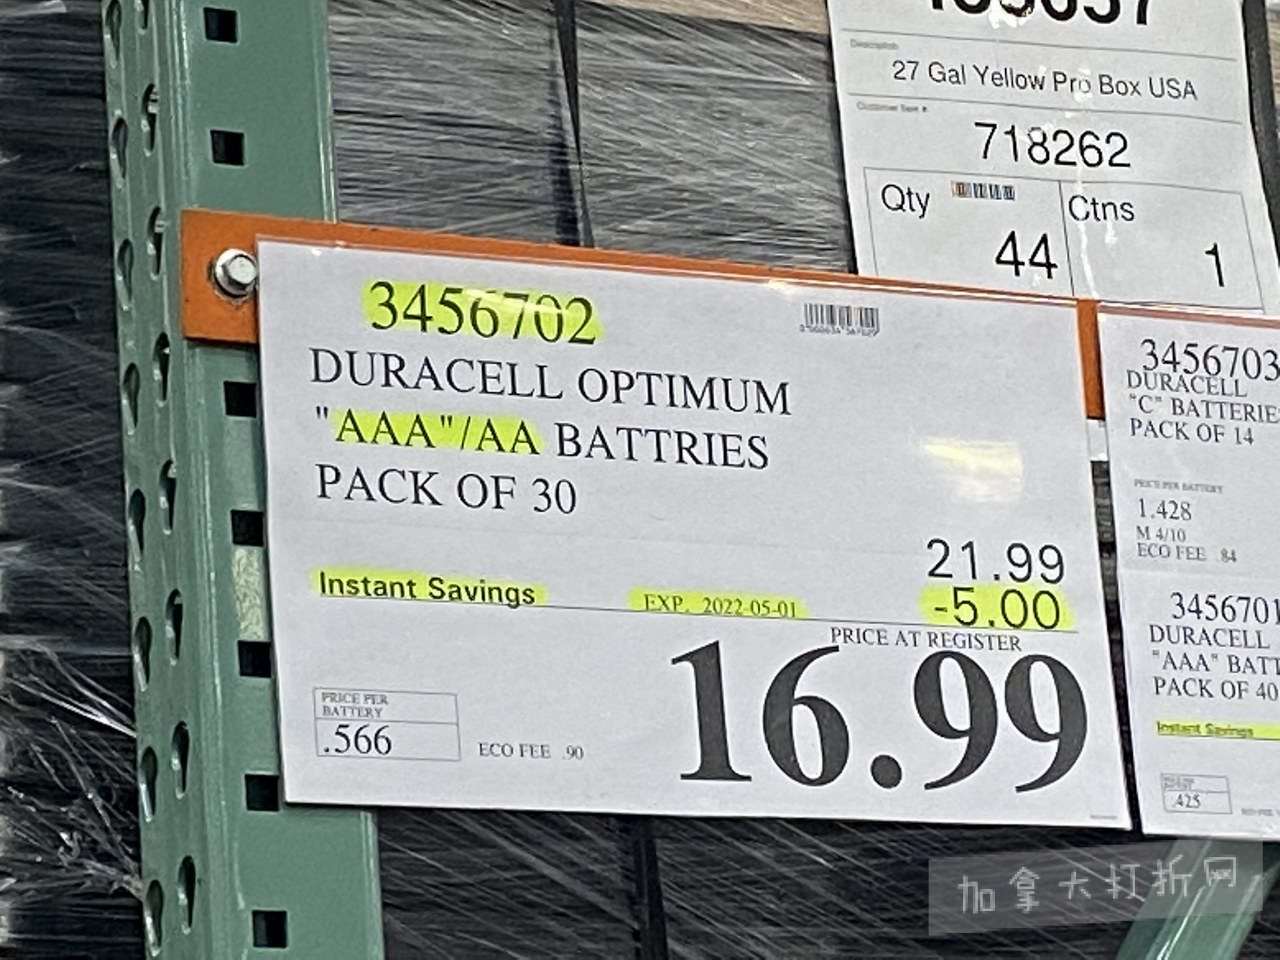 27 Gal Yellow Pro Box USA
718262
Qty
Ctns
44
1
3456702
DURACELL OPTIMUM
"AAA"/AA BATTRIES
PACK OF 30
21.99
Instant Savings
EXP. 2022-05-01
-5.00
PRICE AT REGISTER
16.99
PRICE PER
BATTERY
.566
ECO FEE .90
3456703
DURACELL
"C" BATTERIE
PACK OF 14
PRICE PER BATTERY
1.428
M 4/10
ECO FEE .84
3456701
DURACELL
"AAA" BATT
PACK OF 40
Instant Savings
.425
加拿大打折网